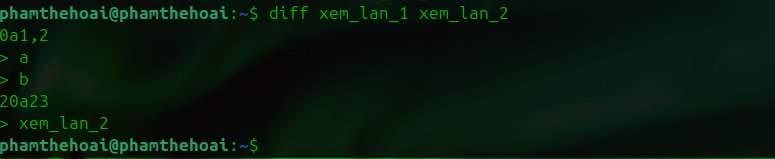 phamthehoai@phamthehoai:~$ diff xem_lan_1 xem_lan_2
0a1,2
> a
> b
20a23
> xem_lan_2
phamthehoai@phamthehoai:~$